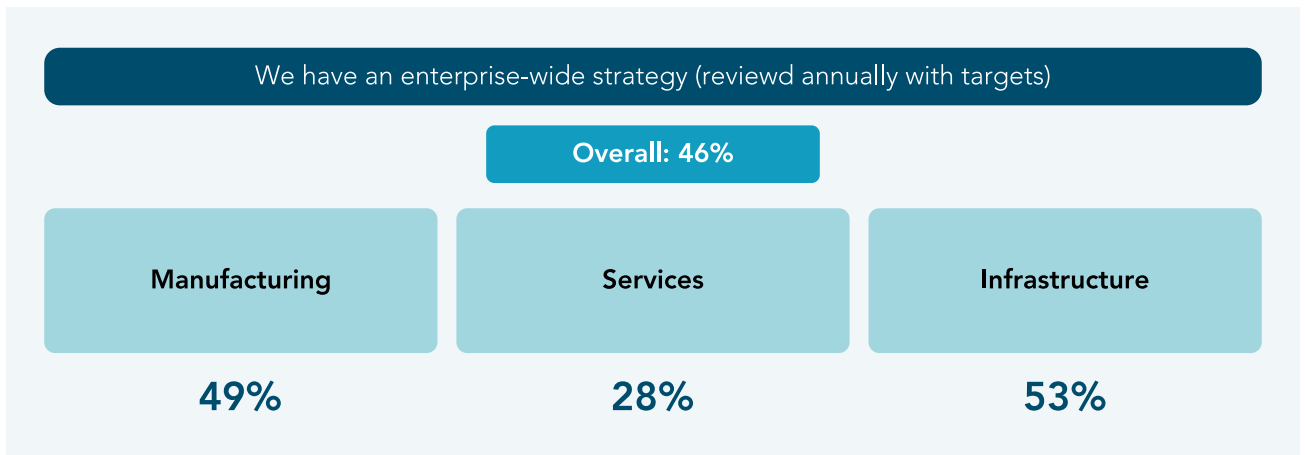 We have an enterprise-wide strategy (reviewd annually with targets)
Overall: 46%
Manufacturing
Services
Infrastructure
49%
28%
53%